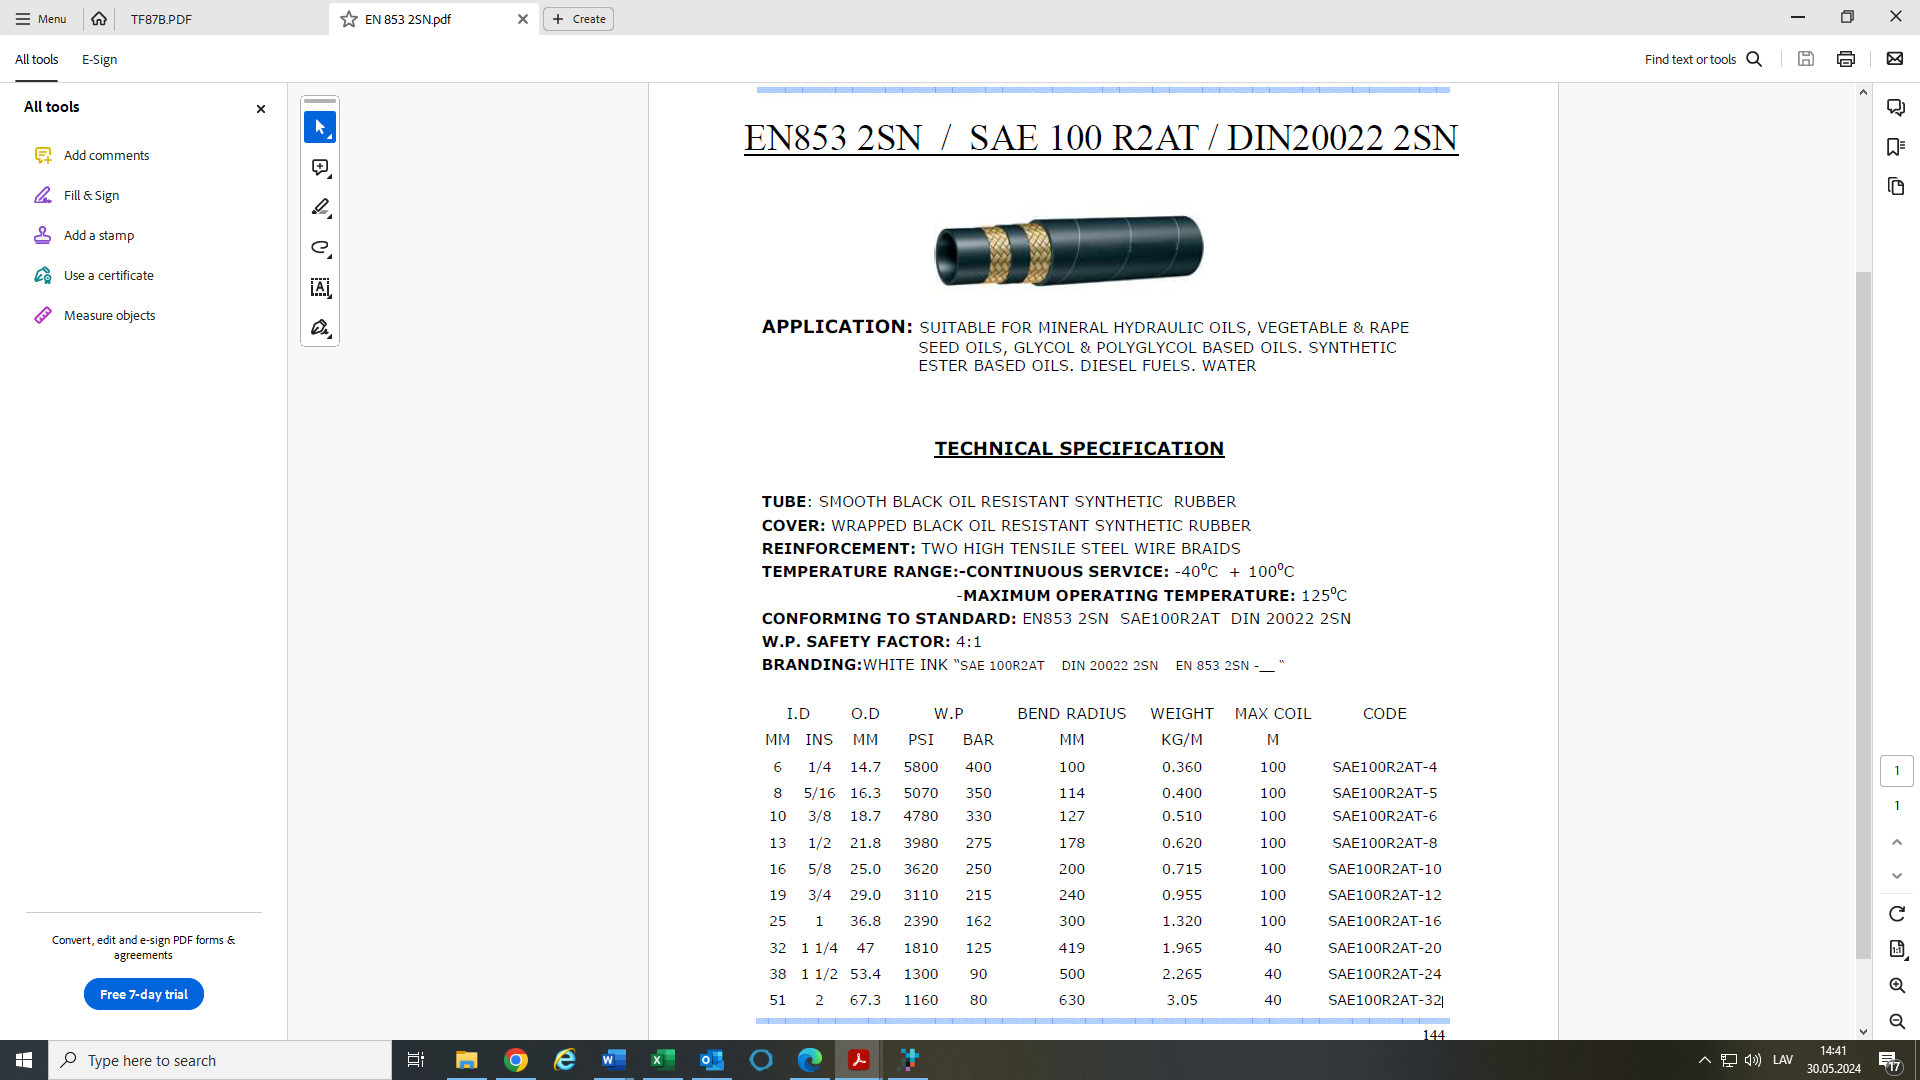 Menu
TF87B.PDF
EN 853 2SN.pdf
Create
All tools
E-Sign
Find text or tools
All tools
Add comments
Fill & Sign
Add a stamp
Use a certificate
Measure objects
Convert, edit and e-sign PDF forms &
agreements
Free 7-day trial
EN853 2SN / SAE 100 R2AT / DIN20022 2SN
APPLICATION: SUITABLE FOR MINERAL HYDRAULIC OILS, VEGETABLE & RAPE
SEED OILS, GLYCOL & POLYGLYCOL BASED OILS. SYNTHETIC
ESTER BASED OILS. DIESEL FUELS. WATER
TECHNICAL SPECIFICATION
TUBE: SMOOTH BLACK OIL RESISTANT SYNTHETIC RUBBER
COVER: WRAPPED BLACK OIL RESISTANT SYNTHETIC RUBBER
REINFORCEMENT: TWO HIGH TENSILE STEEL WIRE BRAIDS
TEMPERATURE RANGE:-CONTINUOUS SERVICE: -40⁰C + 100⁰C
-MAXIMUM OPERATING TEMPERATURE: 125⁰C
CONFORMING TO STANDARD: EN853 2SN SAE100R2AT DIN 20022 2SN
W.P. SAFETY FACTOR: 4:1
BRANDING:WHITE INK “SAE 100R2AT DIN 20022 2SN EN 853 2SN -__ “
I.D O.D W.P BEND RADIUS WEIGHT MAX COIL CODE
MM INS MM PSI BAR MM KG/M M
6 1/4 14.7 5800 400 100 0.360 100 SAE100R2AT-4
8 5/16 16.3 5070 350 114 0.400 100 SAE100R2AT-5
10 3/8 18.7 4780 330 127 0.510 100 SAE100R2AT-6
13 1/2 21.8 3980 275 178 0.620 100 SAE100R2AT-8
16 5/8 25.0 3620 250 200 0.715 100 SAE100R2AT-10
19 3/4 29.0 3110 215 240 0.955 100 SAE100R2AT-12
25 1 36.8 2390 162 300 1.320 100 SAE100R2AT-16
32 1 1/4 47 1810 125 419 1.965 40 SAE100R2AT-20
38 1 1/2 53.4 1300 90 500 2.265 40 SAE100R2AT-24
51 2 67.3 1160 80 630 3.05 40 SAE100R2AT-32
144
1
1
Type here to search
LAV
14:41
30.05.2024
17